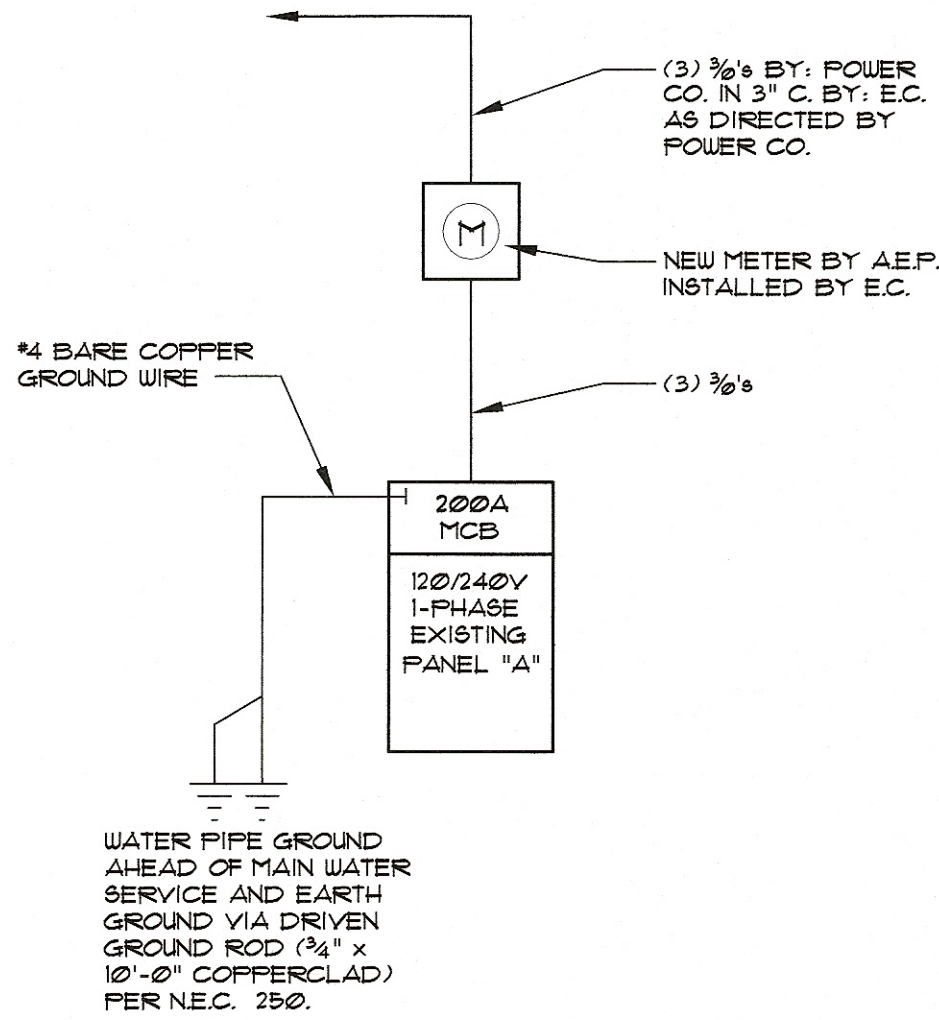 (3) 3/0's BY: POWER
CO. IN 3" C. BY: E.C.
AS DIRECTED BY
POWER CO.
M
NEW METER BY A.E.P.
INSTALLED BY E.C.
#4 BARE COPPER
GROUND WIRE
(3) 3/0's
200A
MCB
120/240V
1-PHASE
EXISTING
PANEL "A"
WATER PIPE GROUND
AHEAD OF MAIN WATER
SERVICE AND EARTH
GROUND VIA DRIVEN
GROUND ROD (3/4" x
10'-0" COPPERCLAD)
PER N.E.C. 250.